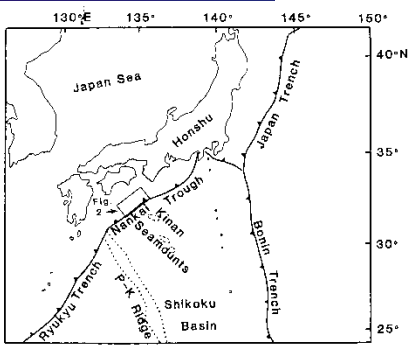 130°E 135° 140° 145° 150°
40°N
Japan Sea
Honshu
Japan Trench
35°
Fig. 2
Nankai Trough
Kinan Seamounts
30°
Bonin Trench
Ryukyu Trench
P-K Ridge
Shikoku
Basin
25°